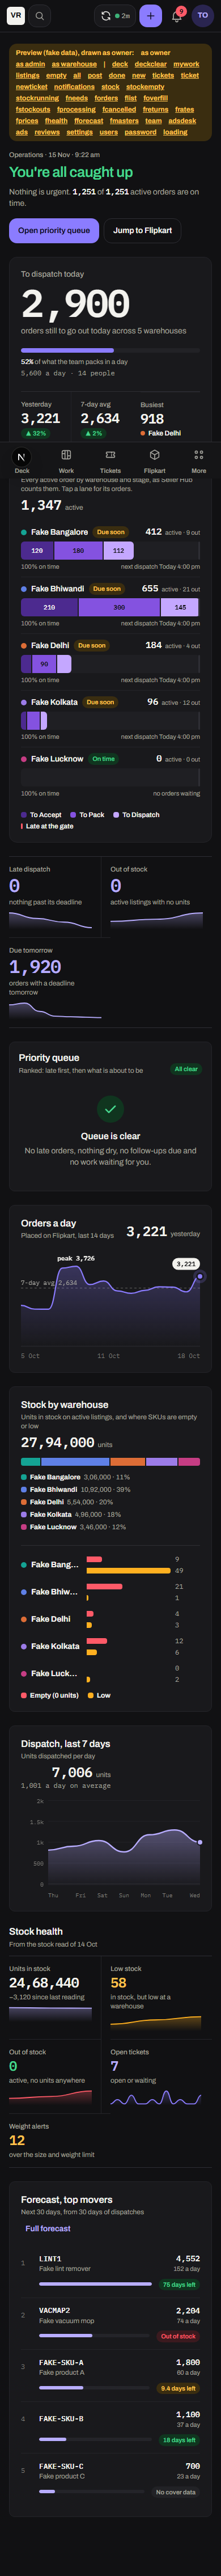 VR
2m
9
TO
Preview (fake data), drawn as owner: as owner
as admin as warehouse | deck deckclear mywork
listings empty all post done new tickets ticket
newticket notifications stock stockempty
stockrunning fneeds forders flist foverfill
fstockouts fprocessing fcancelled freturns frates
fprices fhealth fforecast fmasters team adsdesk
ads reviews settings users password loading
Operations · 15 Nov · 9:22 am
You're all caught up
Nothing is urgent. 1,251 of 1,251 active orders are on
time.
Open priority queue
Jump to Flipkart
To dispatch today
2,900
orders still to go out today across 5 warehouses
52% of what the team packs in a day
5,600 a day · 14 people
Yesterday
3,221
▲ 32%
7-day avg
2,634
▲ 2%
Busiest
918
Fake Delhi
N
Deck
Work
Tickets
Flipkart
More
Every active order by warehouse and stage, as Seller Hub
counts them. Tap a lane for its orders.
1,347 active
Fake Bangalore Due soon 412 active · 9 out
120 180 112
100% on time next dispatch Today 4:00 pm
Fake Bhiwandi Due soon 655 active · 21 out
210 300 145
100% on time next dispatch Today 4:00 pm
Fake Delhi Due soon 184 active · 4 out
90
100% on time next dispatch Today 4:00 pm
Fake Kolkata Due soon 96 active · 12 out
100% on time next dispatch Today 4:00 pm
Fake Lucknow On time 0 active · 0 out
100% on time no orders waiting
To Accept To Pack To Dispatch
Late at the gate
Late dispatch
0
nothing past its deadline
Out of stock
0
active listings with no units
Due tomorrow
1,920
orders with a deadline
tomorrow
Priority queue
Ranked: late first, then what is about to be
All clear
Queue is clear
No late orders, nothing dry, no follow-ups due and
no work waiting for you.
Orders a day
Placed on Flipkart, last 14 days
3,221 yesterday
peak 3,726
3,221
7-day avg 2,634
5 Oct 11 Oct 18 Oct
Stock by warehouse
Units in stock on active listings, and where SKUs are empty
or low
27,94,000 units
Fake Bangalore 3,06,000 · 11%
Fake Bhiwandi 10,92,000 · 39%
Fake Delhi 5,54,000 · 20%
Fake Kolkata 4,96,000 · 18%
Fake Lucknow 3,46,000 · 12%
Fake Bang... 9
49
Fake Bhiw... 21
1
Fake Delhi 4
3
Fake Kolkata 12
6
Fake Luck... 0
2
Empty (0 units) Low
Dispatch, last 7 days
Units dispatched per day
7,006 units
1,001 a day on average
2k
1.5k
1k
500
0
Thu Fri Sat Sun Mon Tue Wed
Stock health
From the stock read of 14 Oct
Units in stock
24,68,440
−3,120 since last reading
Low stock
58
in stock, but low at a
warehouse
Out of stock
0
active, no units anywhere
Open tickets
7
open or waiting
Weight alerts
12
over the size and weight limit
Forecast, top movers
Next 30 days, from 30 days of dispatches
Full forecast
1 LINT1 4,552
Fake lint remover 152 a day
75 days left
2 VACMAP2 2,204
Fake vacuum mop 74 a day
Out of stock
3 FAKE-SKU-A 1,800
Fake product A 60 a day
9.4 days left
4 FAKE-SKU-B 1,100
37 a day
18 days left
5 FAKE-SKU-C 700
Fake product C 23 a day
No cover data